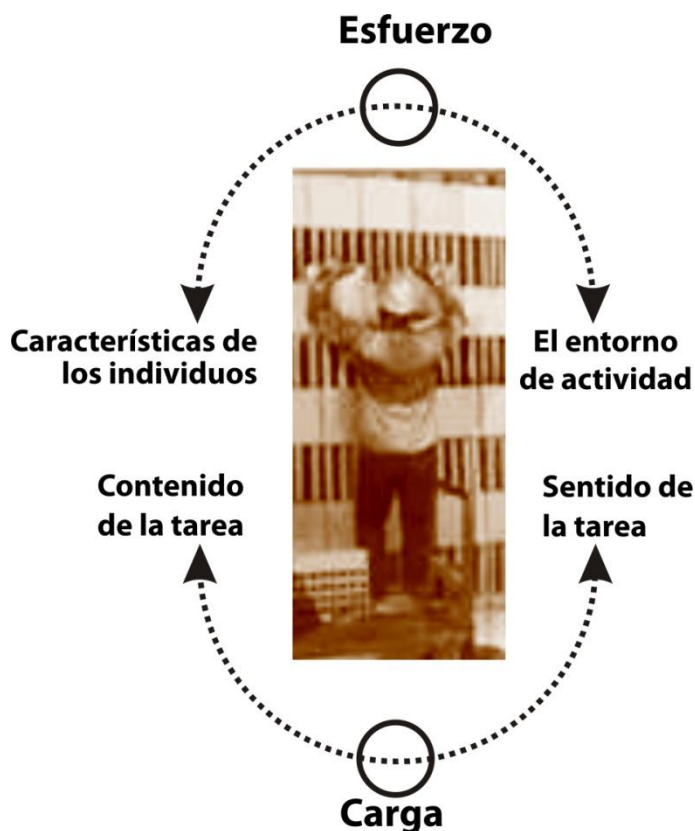 Esfuerzo
Características de
los individuos
El entorno
de actividad
Contenido
de la tarea
Sentido de
la tarea
Carga